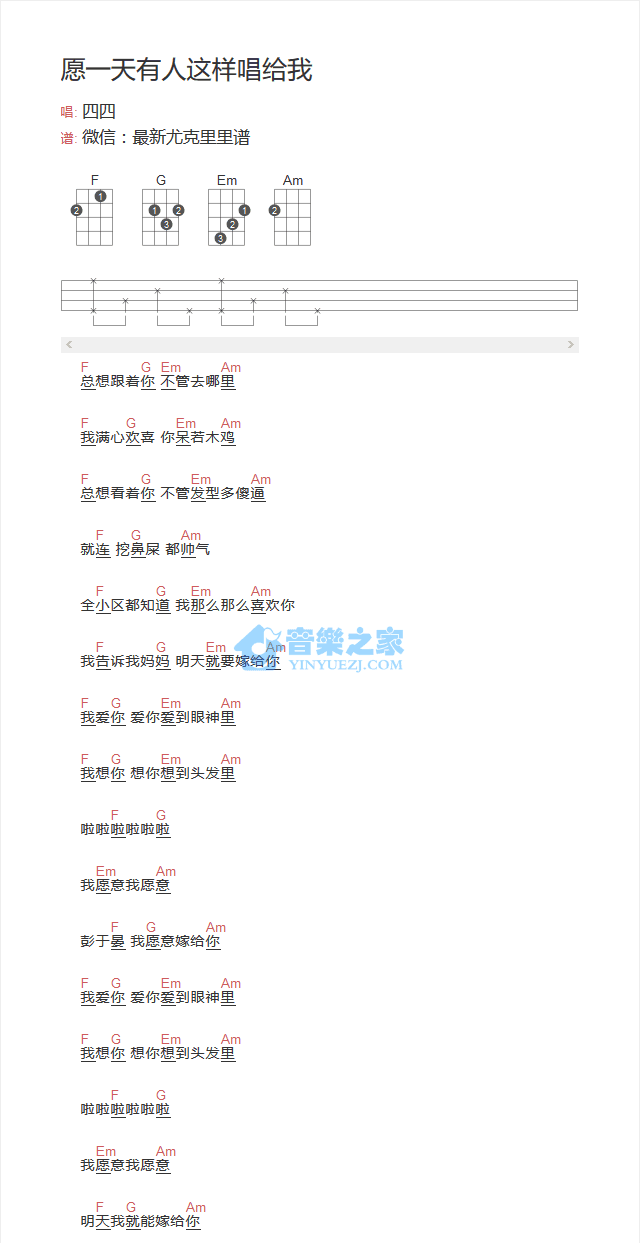 愿一天有人这样唱给我
唱: 四四
谱: 微信：最新尤克里里谱
F G Em Am
2 1 1 2 3 1 2 3 2
F G Em Am
总想跟着你 不管去哪里
F G Em Am
我满心欢喜 你呆若木鸡
F G Em Am
总想看着你 不管发型多傻逼
F G Am
就连 挖鼻屎 都帅气
F G Em Am
全小区都知道 我那么那么喜欢你
F G Em Am
我告诉我妈妈 明天就要嫁给你
音樂之家
YINYUEZJ.COM
F G Em Am
我爱你 爱你爱到眼神里
F G Em Am
我想你 想你想到头发里
F G
啦啦啦啦啦啦
Em Am
我愿意我愿意
F G Am
彭于晏 我愿意嫁给你
F G Em Am
我爱你 爱你爱到眼神里
F G Em Am
我想你 想你想到头发里
F G
啦啦啦啦啦啦
Em Am
我愿意我愿意
F G Am
明天我就能嫁给你